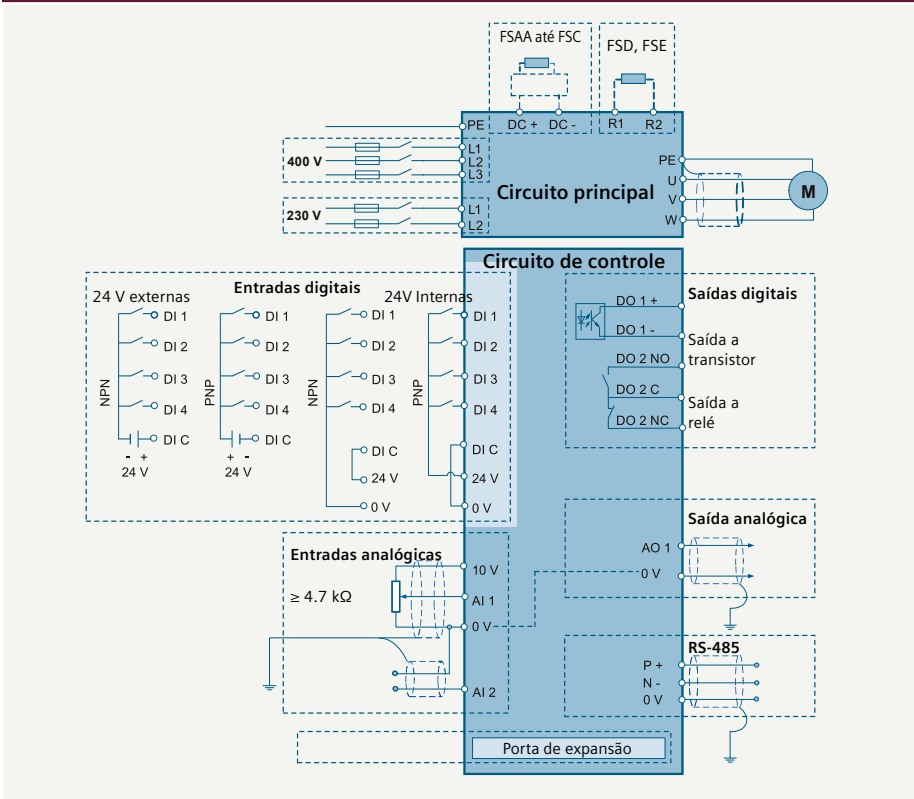 FSAA até FSC
FSD, FSE
PE
DC +
DC -
R1
R2
400 V
L1
L2
L3
230 V
L1
L2
Circuito principal
PE
U
V
W
M
Circuito de controle
Entradas digitais
24 V externas
24V Internas
NPN
DI 1
DI 2
DI 3
DI 4
DI C
- +
24 V
PNP
DI 1
DI 2
DI 3
DI 4
DI C
+ -
24 V
NPN
DI 1
DI 2
DI 3
DI 4
DI C
24 V
0 V
PNP
DI 1
DI 2
DI 3
DI 4
DI C
24 V
0 V
Saídas digitais
DO 1 +
DO 1 -
Saída a
transistor
DO 2 NO
DO 2 C
DO 2 NC
Saída a
relé
Entradas analógicas
≥ 4.7 kΩ
10 V
AI 1
0 V
AI 2
Saída analógica
AO 1
0 V
RS-485
P +
N -
0 V
Porta de expansão